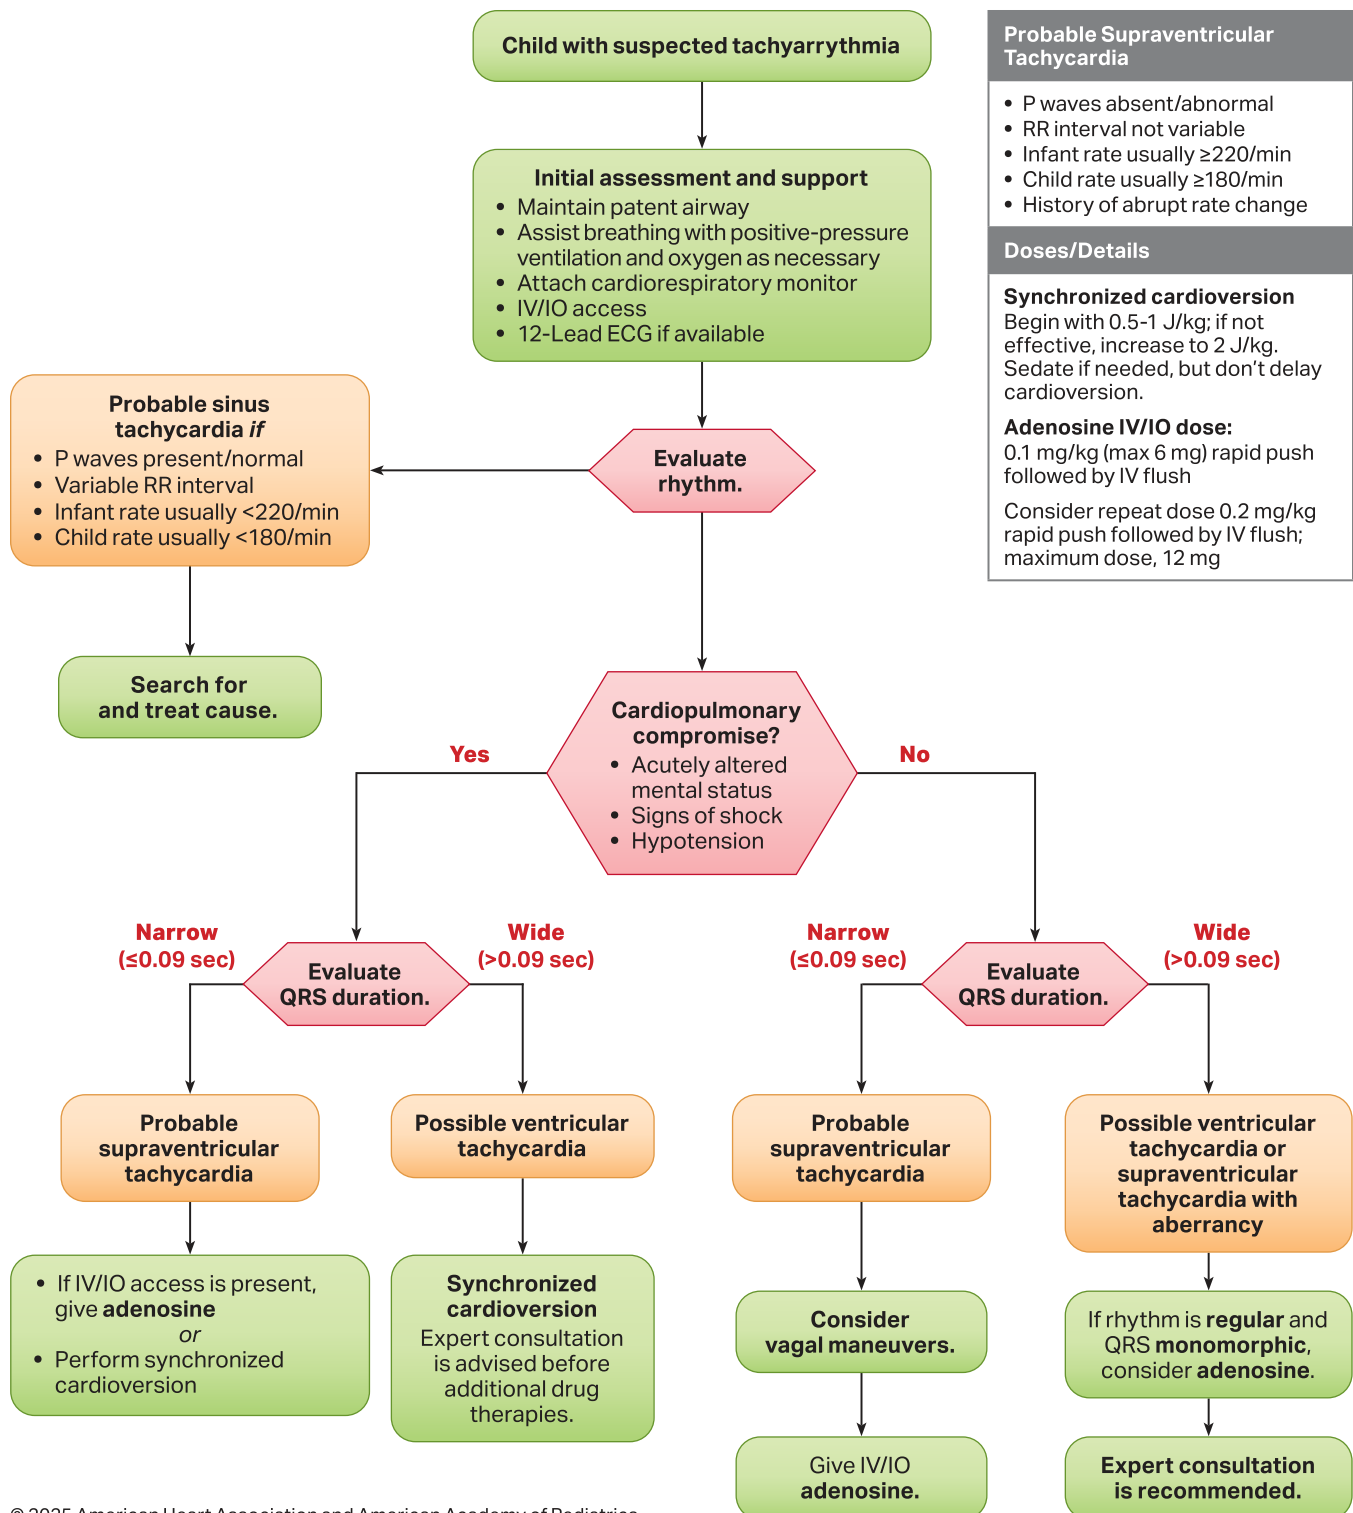 Child with suspected tachyarrythmia
Initial assessment and support
• Maintain patent airway
• Assist breathing with positive-pressure
ventilation and oxygen as necessary
• Attach cardiorespiratory monitor
• IV/IO access
• 12-Lead ECG if available
Probable Supraventricular
Tachycardia
• P waves absent/abnormal
• RR interval not variable
• Infant rate usually ≥220/min
• Child rate usually ≥180/min
• History of abrupt rate change
Doses/Details
Synchronized cardioversion
Begin with 0.5-1 J/kg; if not
effective, increase to 2 J/kg.
Sedate if needed, but don’t delay
cardioversion.
Adenosine IV/IO dose:
0.1 mg/kg (max 6 mg) rapid push
followed by IV flush
Consider repeat dose 0.2 mg/kg
rapid push followed by IV flush;
maximum dose, 12 mg
Evaluate
rhythm.
Probable sinus
tachycardia if
• P waves present/normal
• Variable RR interval
• Infant rate usually <220/min
• Child rate usually <180/min
Search for
and treat cause.
Cardiopulmonary
compromise?
• Acutely altered
mental status
• Signs of shock
• Hypotension
Yes
No
Narrow
(≤0.09 sec)
Evaluate
QRS duration.
Wide
(>0.09 sec)
Narrow
(≤0.09 sec)
Evaluate
QRS duration.
Wide
(>0.09 sec)
Probable
supraventricular
tachycardia
Possible ventricular
tachycardia
Probable
supraventricular
tachycardia
Possible ventricular
tachycardia or
supraventricular
tachycardia with
aberrancy
• If IV/IO access is present,
give adenosine
or
• Perform synchronized
cardioversion
Synchronized
cardioversion
Expert consultation
is advised before
additional drug
therapies.
Consider
vagal maneuvers.
If rhythm is regular and
QRS monomorphic,
consider adenosine.
Give IV/IO
adenosine.
Expert consultation
is recommended.
© 2025 American Heart Association and American Academy of Pediatrics